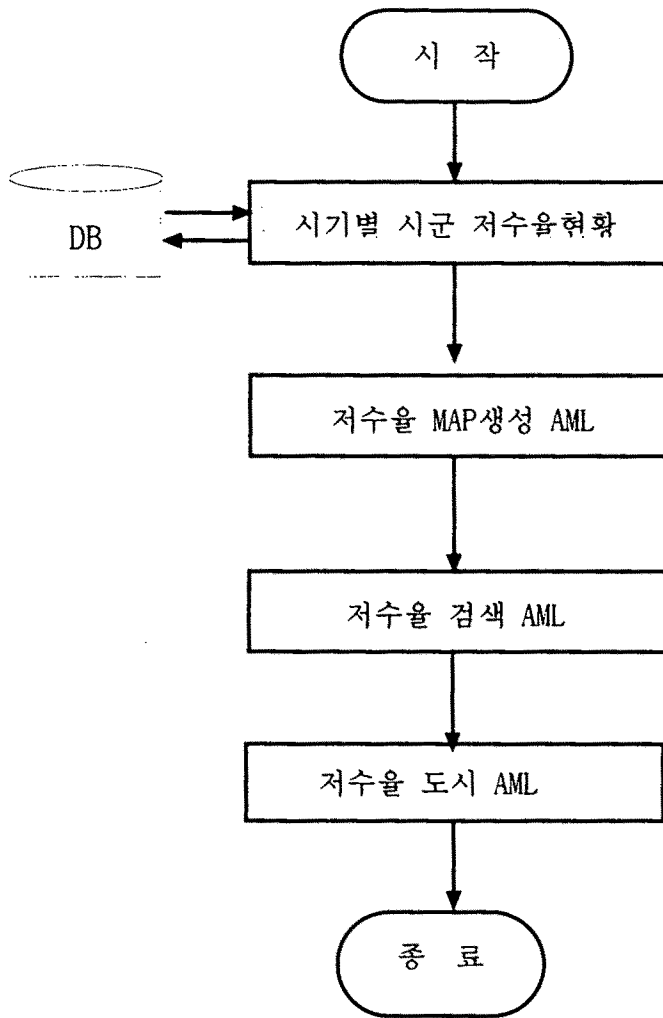 시 작
시기별 시군 저수율현황
DB
저수율 MAP생성 AML
저수율 검색 AML
저수율 도시 AML
종 료